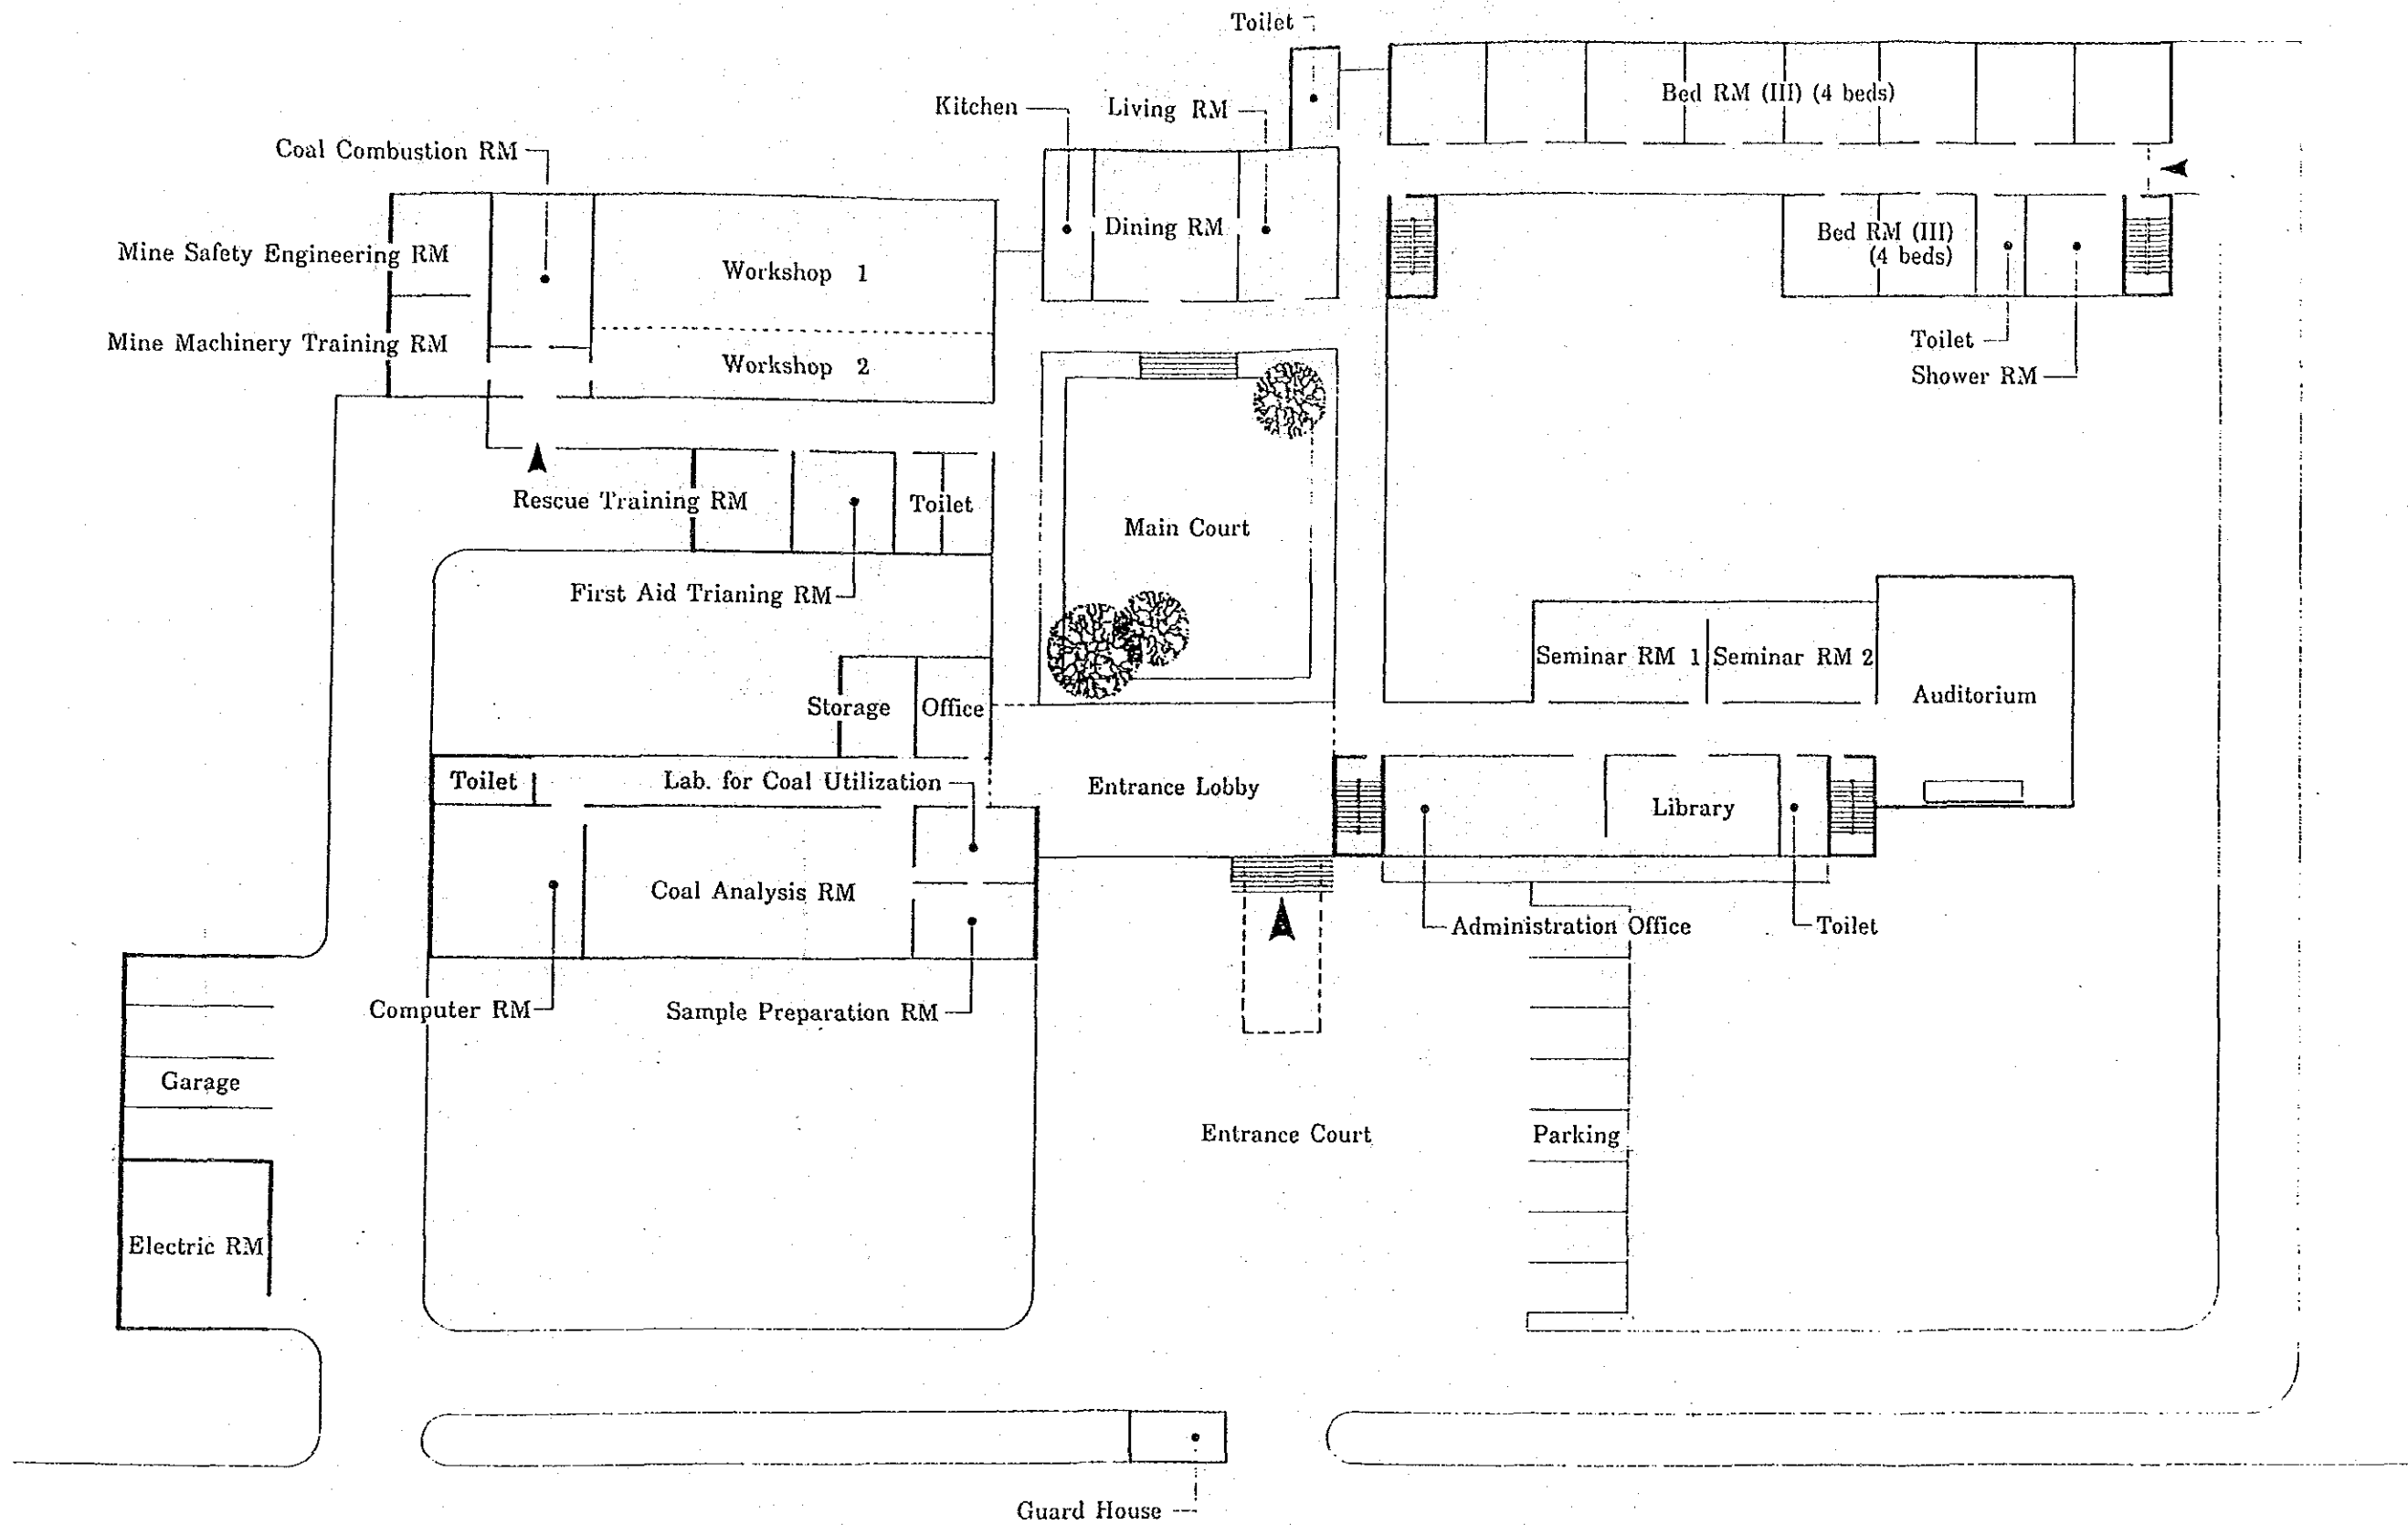 Toilet
Kitchen
Living RM
Bed RM (III) (4 beds)
Coal Combustion RM
Dining RM
Bed RM (III)
(4 beds)
Mine Safety Engineering RM
Workshop 1
Toilet
Mine Machinery Training RM
Workshop 2
Shower RM
Rescue Training RM
Toilet
Main Court
First Aid Trianing RM
Seminar RM 1
Seminar RM 2
Auditorium
Storage
Office
Toilet
Lab. for Coal Utilization
Entrance Lobby
Library
Coal Analysis RM
Administration Office
Toilet
Computer RM
Sample Preparation RM
Garage
Entrance Court
Parking
Electric RM
Guard House